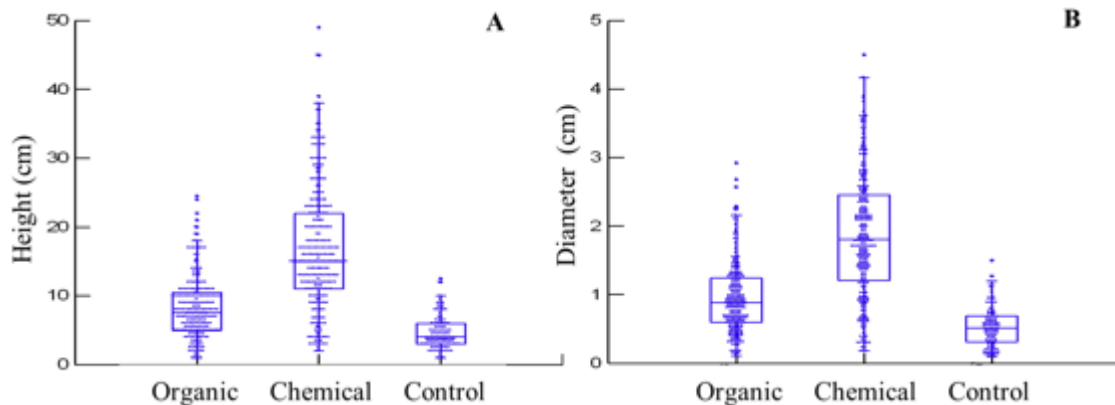 A
50
40
30
20
10
0
Height (cm)
Organic Chemical Control
B
5
4
3
2
1
0
Diameter (cm)
Organic Chemical Control